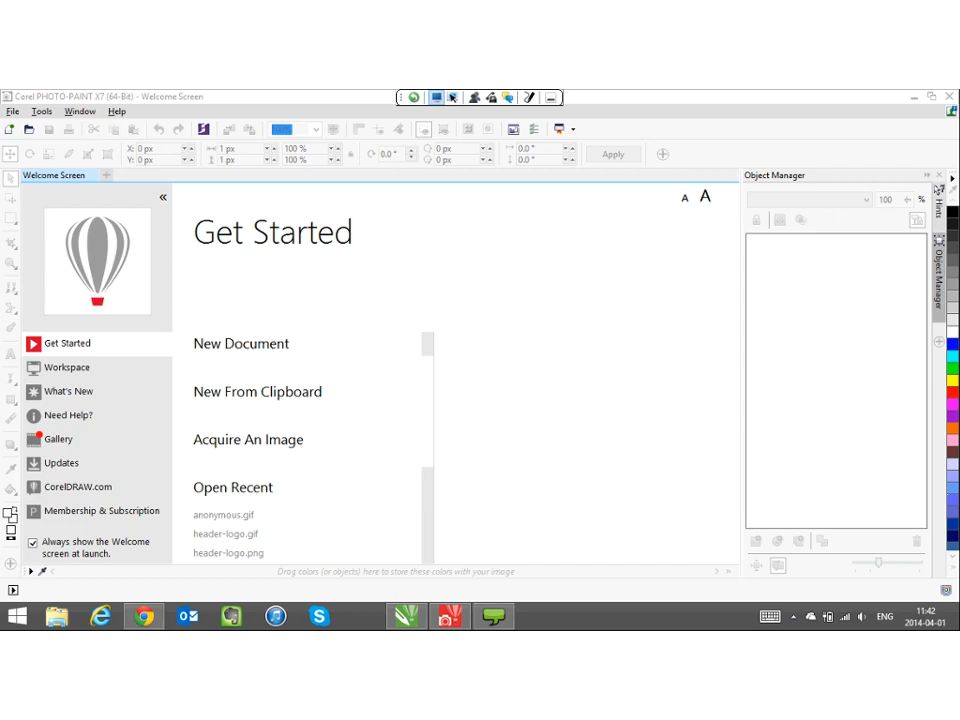 Corel PHOTO-PAINT X7 (64-Bit) - Welcome Screen
File Tools Window Help
X: 0 px 1 px 100 % 0.0 ° 0 px 0.0 ° Apply
Y: 0 px 1 px 100 % 0 px 0.0 °
Welcome Screen
Object Manager
A A
100 %
Hints
Object Manager
Get Started
Get Started
Workspace
What's New
Need Help?
Gallery
Updates
CorelDRAW.com
Membership & Subscription
Always show the Welcome
screen at launch.
New Document
New From Clipboard
Acquire An Image
Open Recent
anonymous.gif
header-logo.gif
header-logo.png
Drag colors (or objects) here to store these colors with your image
ENG
11:42
2014-04-01